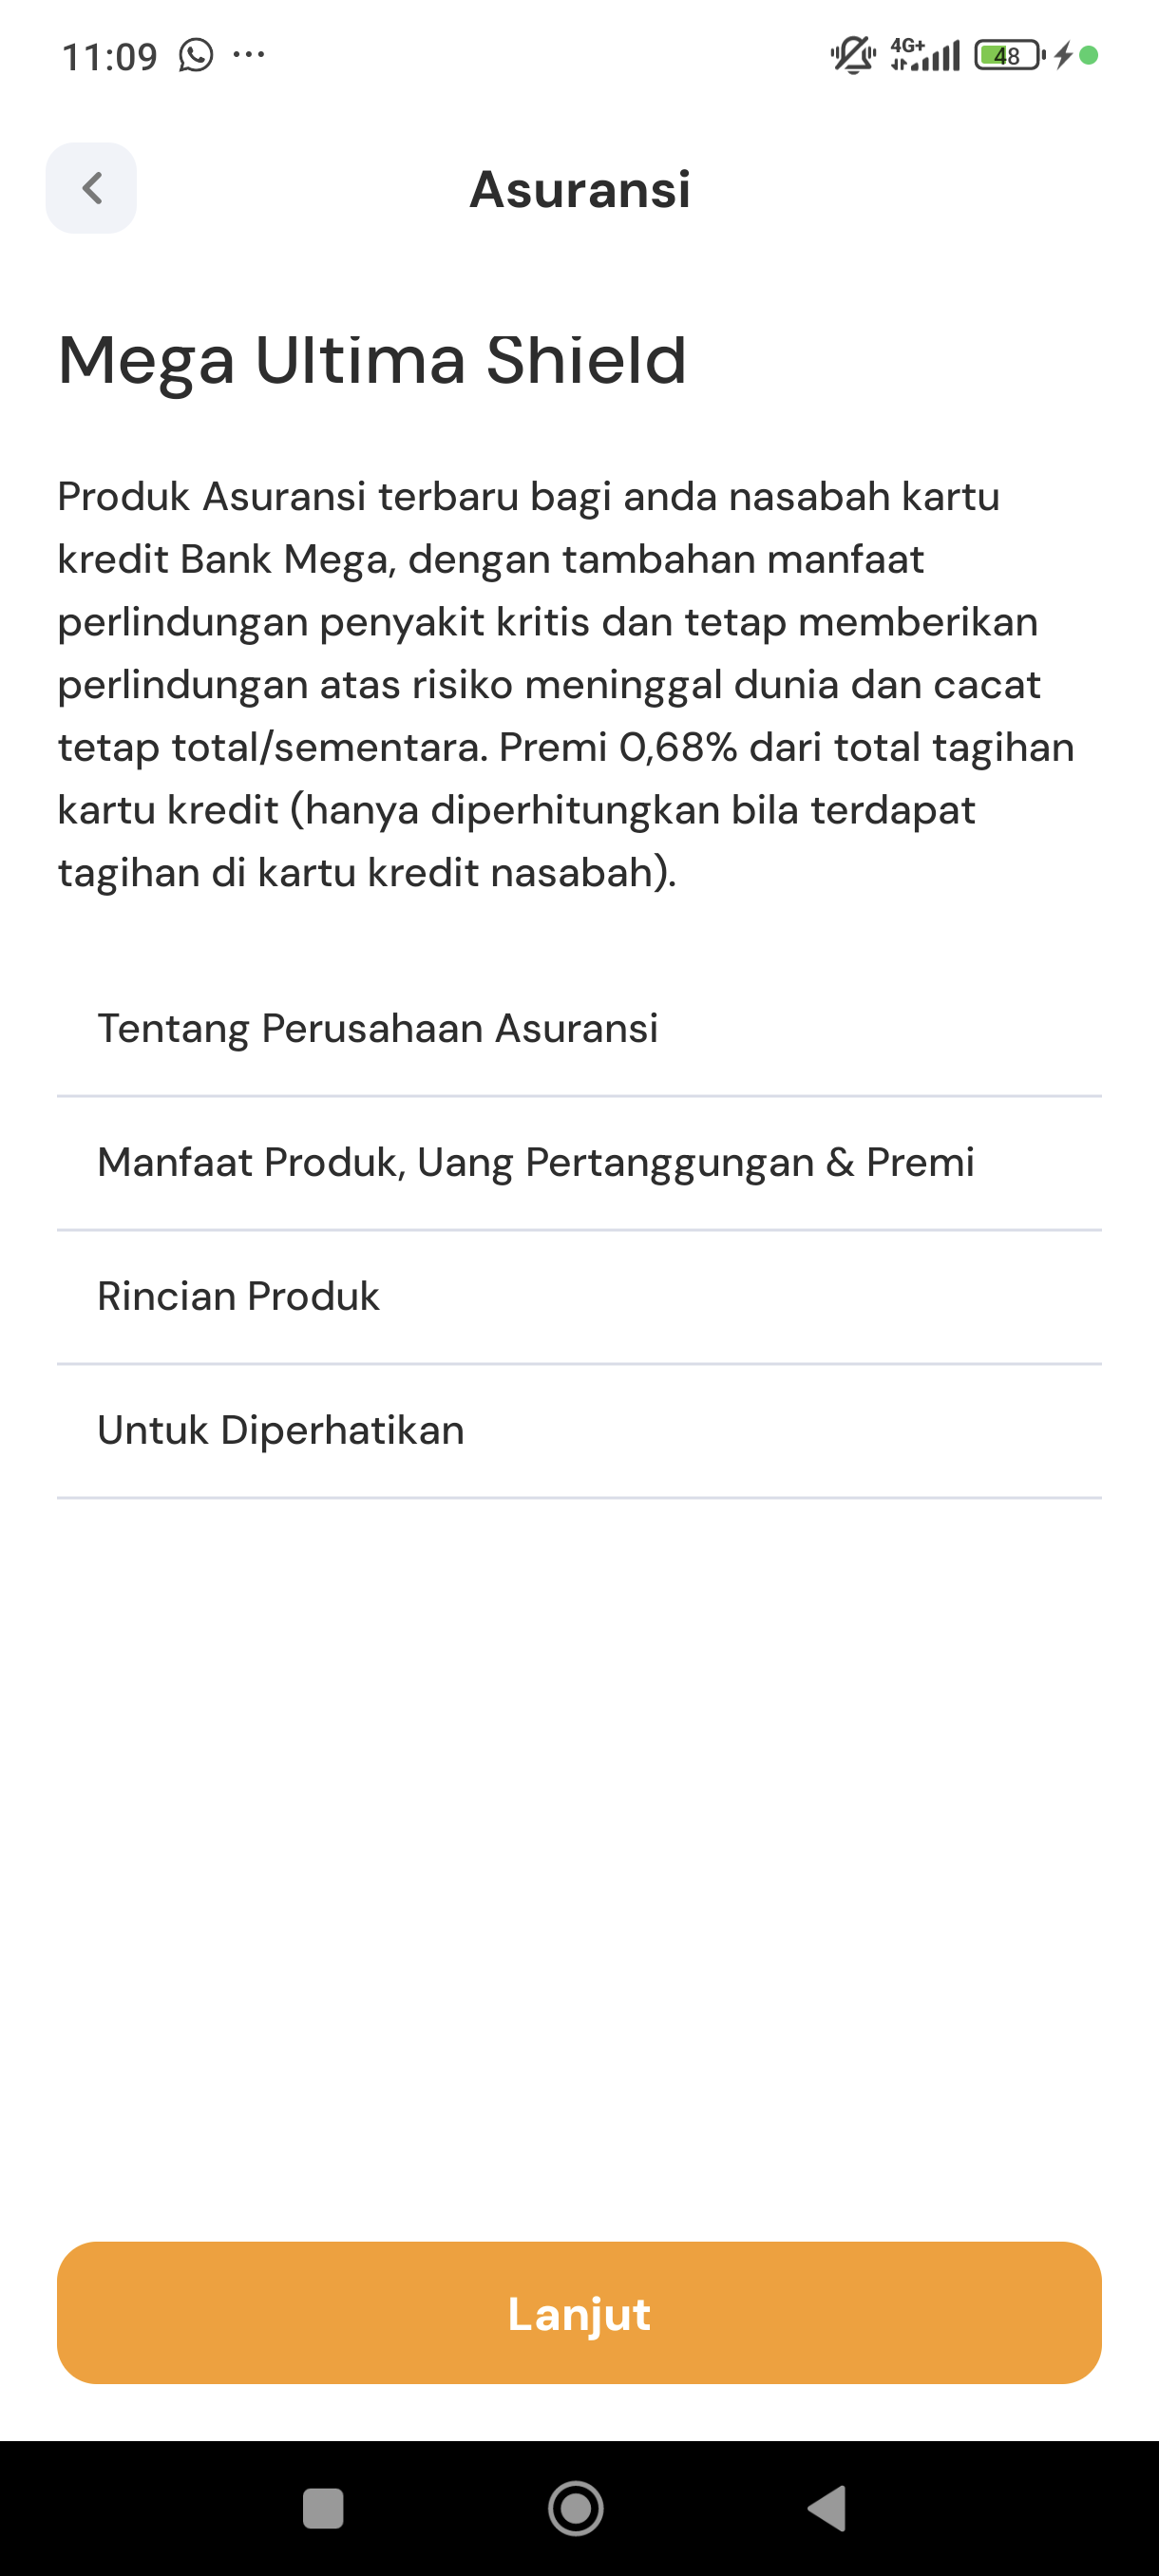 11:09 ...
4G+ 48
Asuransi
Mega Ultima Shield
Produk Asuransi terbaru bagi anda nasabah kartu
kredit Bank Mega, dengan tambahan manfaat
perlindungan penyakit kritis dan tetap memberikan
perlindungan atas risiko meninggal dunia dan cacat
tetap total/sementara. Premi 0,68% dari total tagihan
kartu kredit (hanya diperhitungkan bila terdapat
tagihan di kartu kredit nasabah).
Tentang Perusahaan Asuransi
Manfaat Produk, Uang Pertanggungan & Premi
Rincian Produk
Untuk Diperhatikan
Lanjut